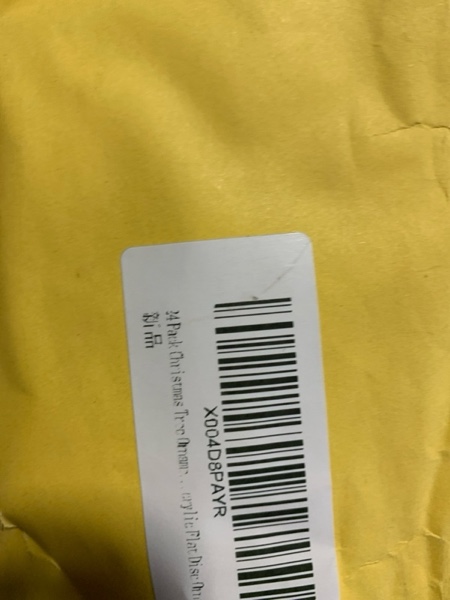 X004D8PAYR
24 Pack Christmas Tree Ornam... crylic Flat Disc Orn
新品